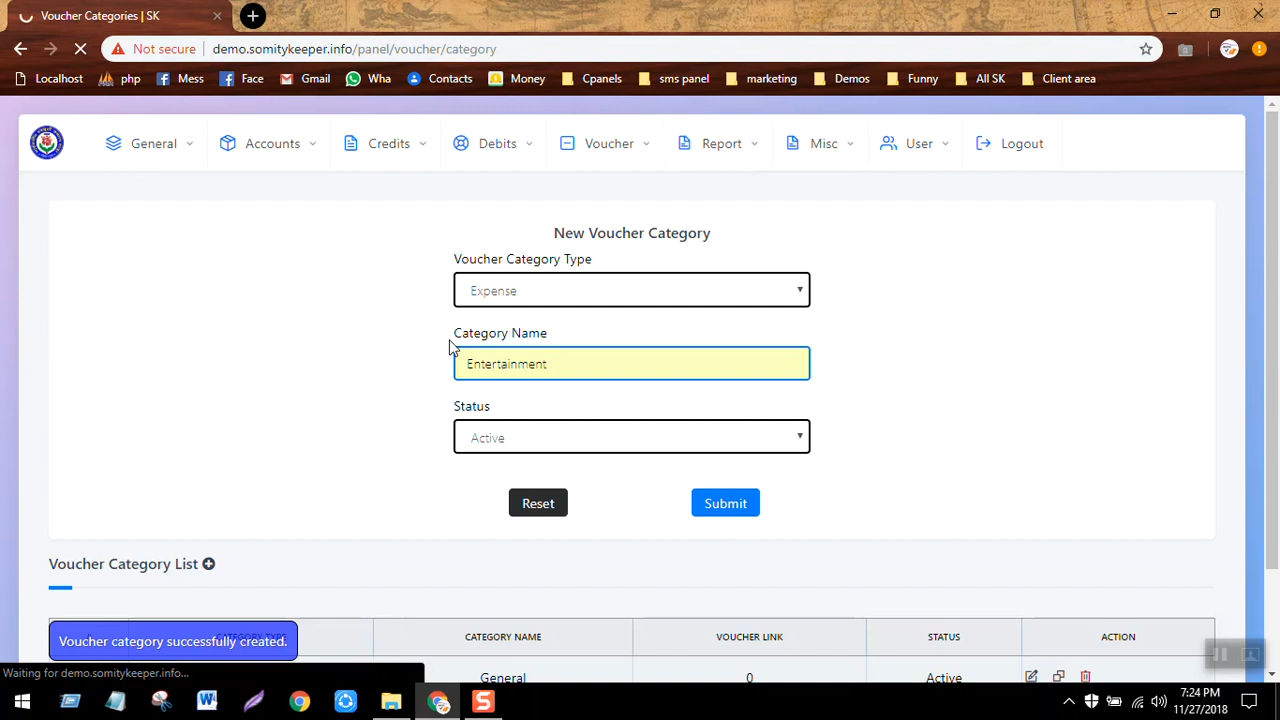 Voucher Categories | SK
Not secure demo.somitykeeper.info/panel/voucher/category
Localhost php Mess Face Gmail Wha Contacts Money Cpanels sms panel marketing Demos Funny All SK Client area
General Accounts Credits Debits Voucher Report Misc User Logout
New Voucher Category
Voucher Category Type
Expense
Category Name
Entertainment
Status
Active
Reset Submit
Voucher Category List
CATEGORY NAME VOUCHER LINK STATUS ACTION
Voucher category successfully created.
Waiting for demo.somitykeeper.info...
General 0 Active
7:24 PM
11/27/2018